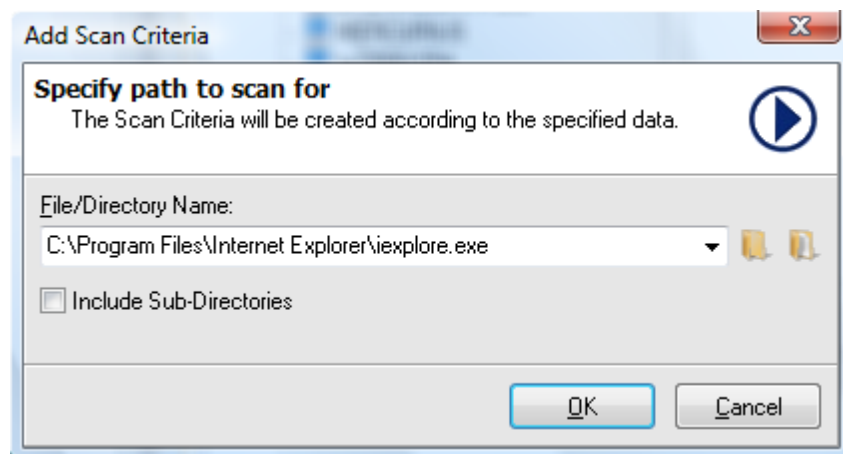 Add Scan Criteria
Specify path to scan for
The Scan Criteria will be created according to the specified data.
File/Directory Name:
C:\Program Files\Internet Explorer\iexplore.exe
Include Sub-Directories
OK
Cancel